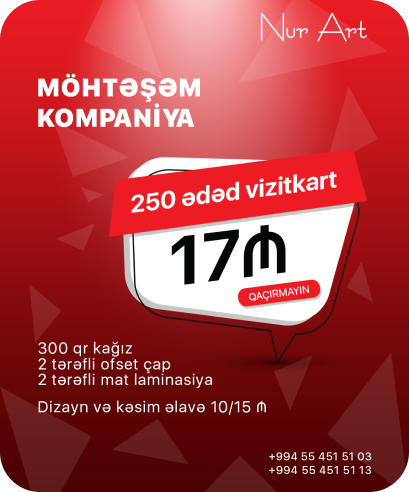 Nur Art
MÖHTƏŞƏM
KOMPANİYA
250 ədəd vizitkart
17₼
QAÇIRMAYIN
300 qr kağız
2 tərəfli ofset çap
2 tərəfli mat laminasiya
Dizayn və kəsim əlavə 10/15 ₼
+994 55 451 51 03
+994 55 451 51 13